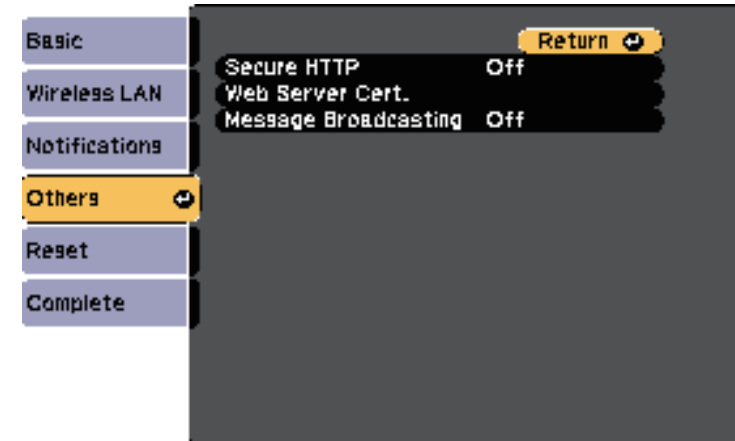 Basic
Wireless LAN
Notifications
Others
Reset
Complete
Return
Secure HTTP Off
Web Server Cert.
Message Broadcasting Off